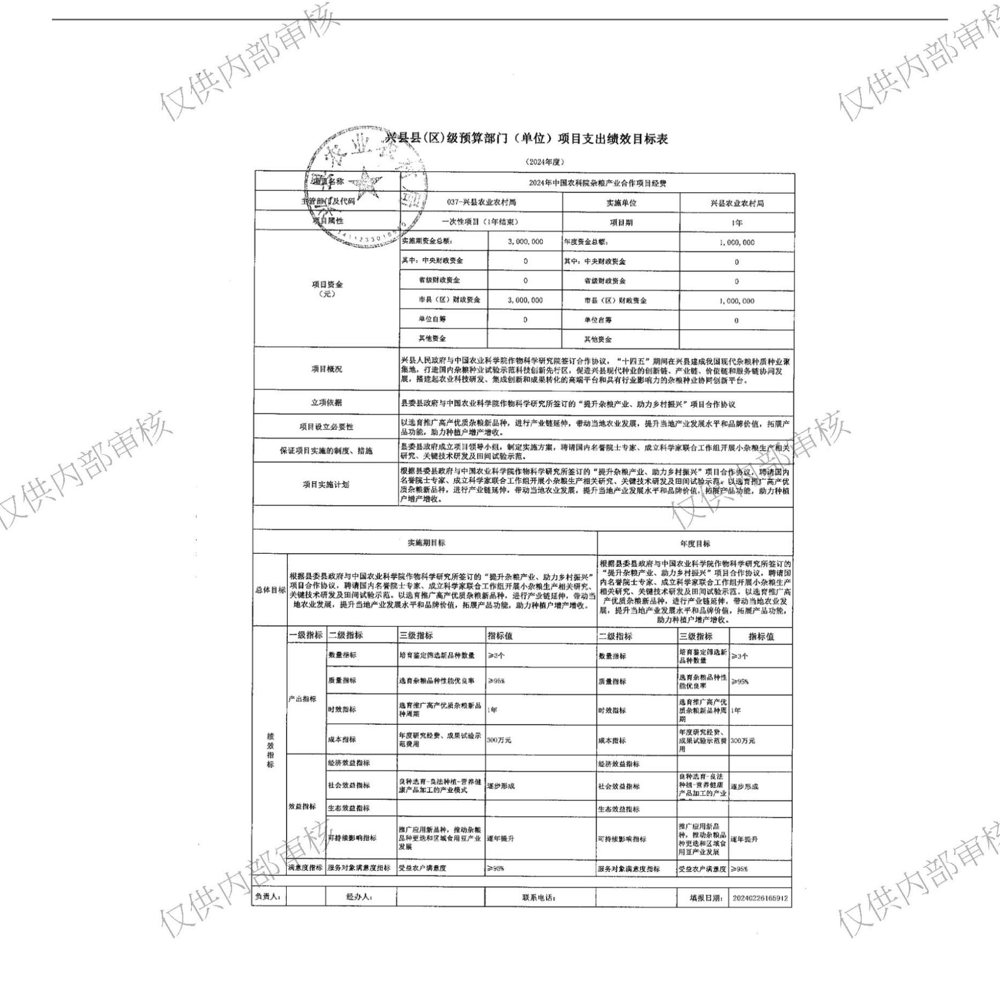 兴县县(区)级预算部门（单位）项目支出绩效目标表
（2024年度）
项目名称 2024年中国农科院杂粮产业合作项目经费
主管部门及代码 037-兴县农业农村局 实施单位 兴县农业农村局
项目属性 一次性项目（1年结束） 项目期 1年
项目资金
（元）
实施期资金总额： 3,000,000 年度资金总额： 1,000,000
其中：中央财政资金 0 其中：中央财政资金 0
省级财政资金 0 省级财政资金 0
市县（区）财政资金 3,000,000 市县（区）财政资金 1,000,000
单位自筹 0 单位自筹 0
其他资金 其他资金
项目概况
兴县人民政府与中国农业科学院作物科学研究院签订合作协议，“十四五”期间在兴县建成我国现代杂粮种质种业聚
集地，打造国内杂粮种业试验示范科技创新先行区，促进兴县现代种业的创新链、产业链、价值链和服务链协同发
展，搭建起农业科技研发、集成创新和成果转化的高端平台和具有行业影响力的杂粮种业协同创新平台。
立项依据 县委县政府与中国农业科学院作物科学研究所签订的“提升杂粮产业、助力乡村振兴”项目合作协议
项目设立必要性
以选育推广高产优质杂粮新品种，进行产业链延伸，带动当地农业发展，提升当地产业发展水平和品牌价值，拓展产
品功能，助力种植户增产增收。
保证项目实施的制度、措施
县委县政府成立项目领导小组，制定实施方案，聘请国内名誉院士专家、成立科学家联合工作组开展小杂粮生产相关
研究、关键技术研发及田间试验示范。
项目实施计划
根据县委县政府与中国农业科学院作物科学研究所签订的“提升杂粮产业、助力乡村振兴”项目合作协议，聘请国内
名誉院士专家、成立科学家联合工作组开展小杂粮生产相关研究、关键技术研发及田间试验示范。以选育推广高产优
质杂粮新品种，进行产业链延伸，带动当地农业发展，提升当地产业发展水平和品牌价值，拓展产品功能，助力种植
户增产增收。
实施期目标 年度目标
总体目标
根据县委县政府与中国农业科学院作物科学研究所签订的“提升杂粮产业、助力乡村振兴”
项目合作协议，聘请国内名誉院士专家、成立科学家联合工作组开展小杂粮生产相关研究、
关键技术研发及田间试验示范。以选育推广高产优质杂粮新品种，进行产业链延伸，带动当
地农业发展，提升当地产业发展水平和品牌价值，拓展产品功能，助力种植户增产增收。
根据县委县政府与中国农业科学院作物科学研究所签订的
“提升杂粮产业、助力乡村振兴”项目合作协议，聘请国
内名誉院士专家、成立科学家联合工作组开展小杂粮生产
相关研究、关键技术研发及田间试验示范。以选育推广高
产优质杂粮新品种，进行产业链延伸，带动当地农业发
展，提升当地产业发展水平和品牌价值，拓展产品功能，
助力种植户增产增收。
绩效指标
一级指标 二级指标 三级指标 指标值 二级指标 三级指标 指标值
产出指标
数量指标 培育鉴定筛选新品种数量 ≥3个 数量指标 培育鉴定筛选新
品种数量 ≥3个
质量指标 选育杂粮品种性能优良率 ≥95% 质量指标 选育杂粮品种性
能优良率 ≥95%
时效指标 选育推广高产优质杂粮新品
种周期 1年 时效指标 选育推广高产优
质杂粮新品种周
期 1年
成本指标 年度研究经费、成果试验示
范费用 300万元 成本指标 年度研究经费、
成果试验示范费
用 300万元
效益指标
经济效益指标 经济效益指标
社会效益指标 良种选育-良法种植-营养健
康产品加工的产业模式 逐步形成 社会效益指标 良种选育-良法
种植-营养健康
产品加工的产业
逐步形成
生态效益指标 生态效益指标
可持续影响指标 推广应用新品种，推动杂粮
品种更迭和区域食用豆产业
发展 逐年提升 可持续影响指标 推广应用新品
种，推动杂粮品
种更迭和区域食
用豆产业发展 逐年提升
满意度指标 服务对象满意度指标 受益农户满意度 ≥95% 服务对象满意度指标 受益农户满意度 ≥95%
负责人： 经办人： 联系电话： 填报日期： 20240226165912
仅供内部审核
仅供内部审核
仅供内部审核
仅供内部审核
仅供内部审核
仅供内部审核